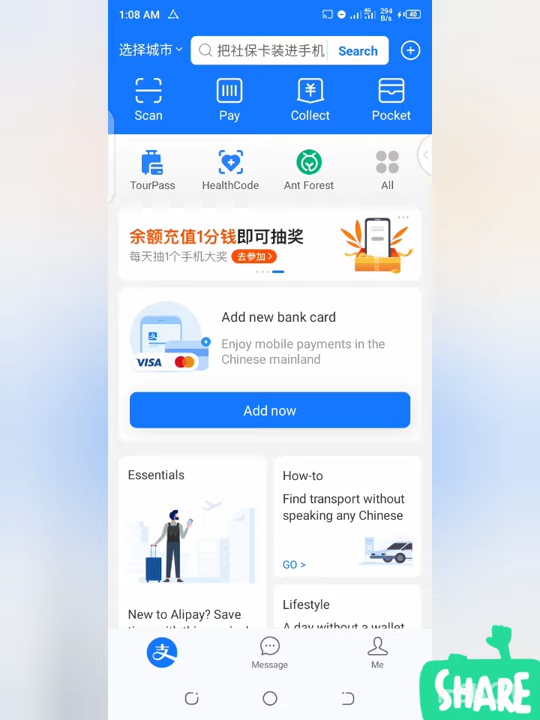 1:08 AM
4G
294
B/s
40
选择城市
把社保卡装进手机
Search
Scan
Pay
Collect
Pocket
TourPass
HealthCode
Ant Forest
All
余额充值1分钱即可抽奖
每天抽1个手机大奖 去参加>
Add new bank card
Enjoy mobile payments in the
Chinese mainland
VISA
Add now
Essentials
New to Alipay? Save
How-to
Find transport without
speaking any Chinese
GO >
Lifestyle
A day without a wallet
支
Message
Me
SHARE